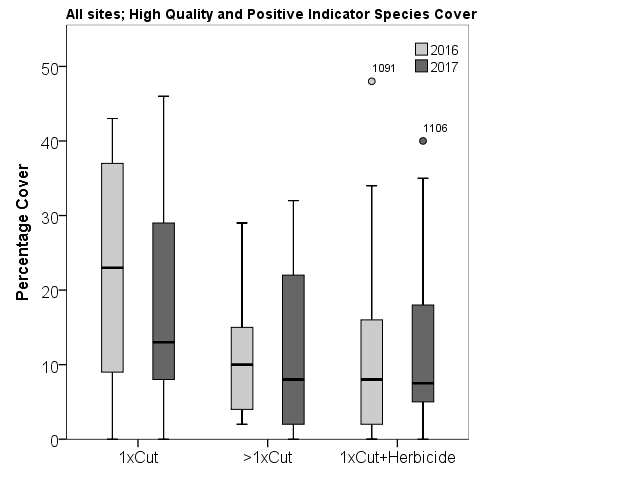 All sites; High Quality and Positive Indicator Species Cover
2016
2017
1091
1106
Percentage Cover
50
40
30
20
10
0
1xCut
>1xCut
1xCut+Herbicide